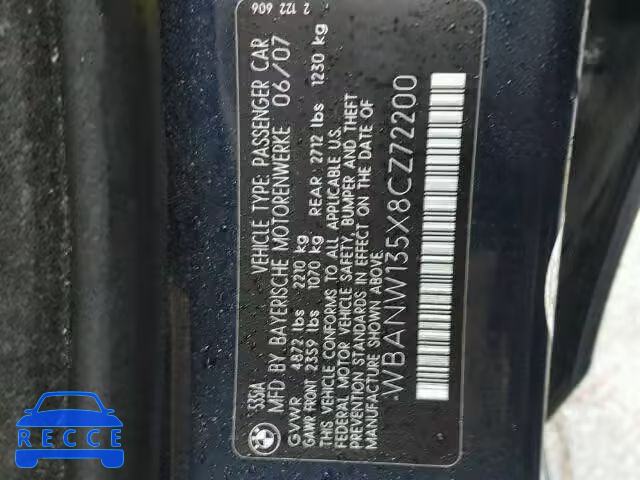 535iA VEHICLE TYPE: PASSENGER CAR
MFD BY BAYERISCHE MOTORENWERKE 06/07
GVWR 4872 lbs 2210 kg
GAWR FRONT 2359 lbs 1070 kg REAR: 2712 lbs 1230 kg
THIS VEHICLE CONFORMS TO ALL APPLICABLE U.S.
FEDERAL MOTOR VEHICLE SAFETY, BUMPER AND THEFT
PREVENTION STANDARDS IN EFFECT ON THE DATE OF
MANUFACTURE SHOWN ABOVE.
WBANW135X8CZ72200
2 122 606
BMW
RECCE